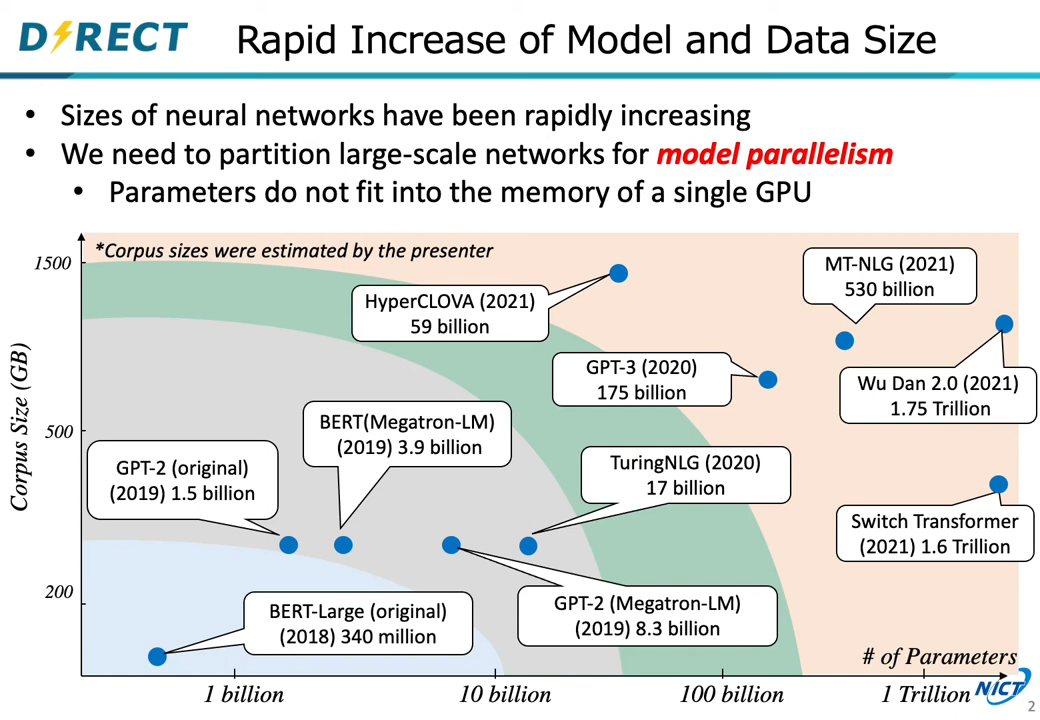 DIRECT
Rapid Increase of Model and Data Size
• Sizes of neural networks have been rapidly increasing
• We need to partition large-scale networks for model parallelism
• Parameters do not fit into the memory of a single GPU
*Corpus sizes were estimated by the presenter
1500
500
200
Corpus Size (GB)
HyperCLOVA (2021)
59 billion
MT-NLG (2021)
530 billion
GPT-3 (2020)
175 billion
Wu Dan 2.0 (2021)
1.75 Trillion
BERT(Megatron-LM)
(2019) 3.9 billion
GPT-2 (original)
(2019) 1.5 billion
TuringNLG (2020)
17 billion
Switch Transformer
(2021) 1.6 Trillion
BERT-Large (original)
(2018) 340 million
GPT-2 (Megatron-LM)
(2019) 8.3 billion
# of Parameters
1 billion
10 billion
100 billion
1 Trillion
NICT
2